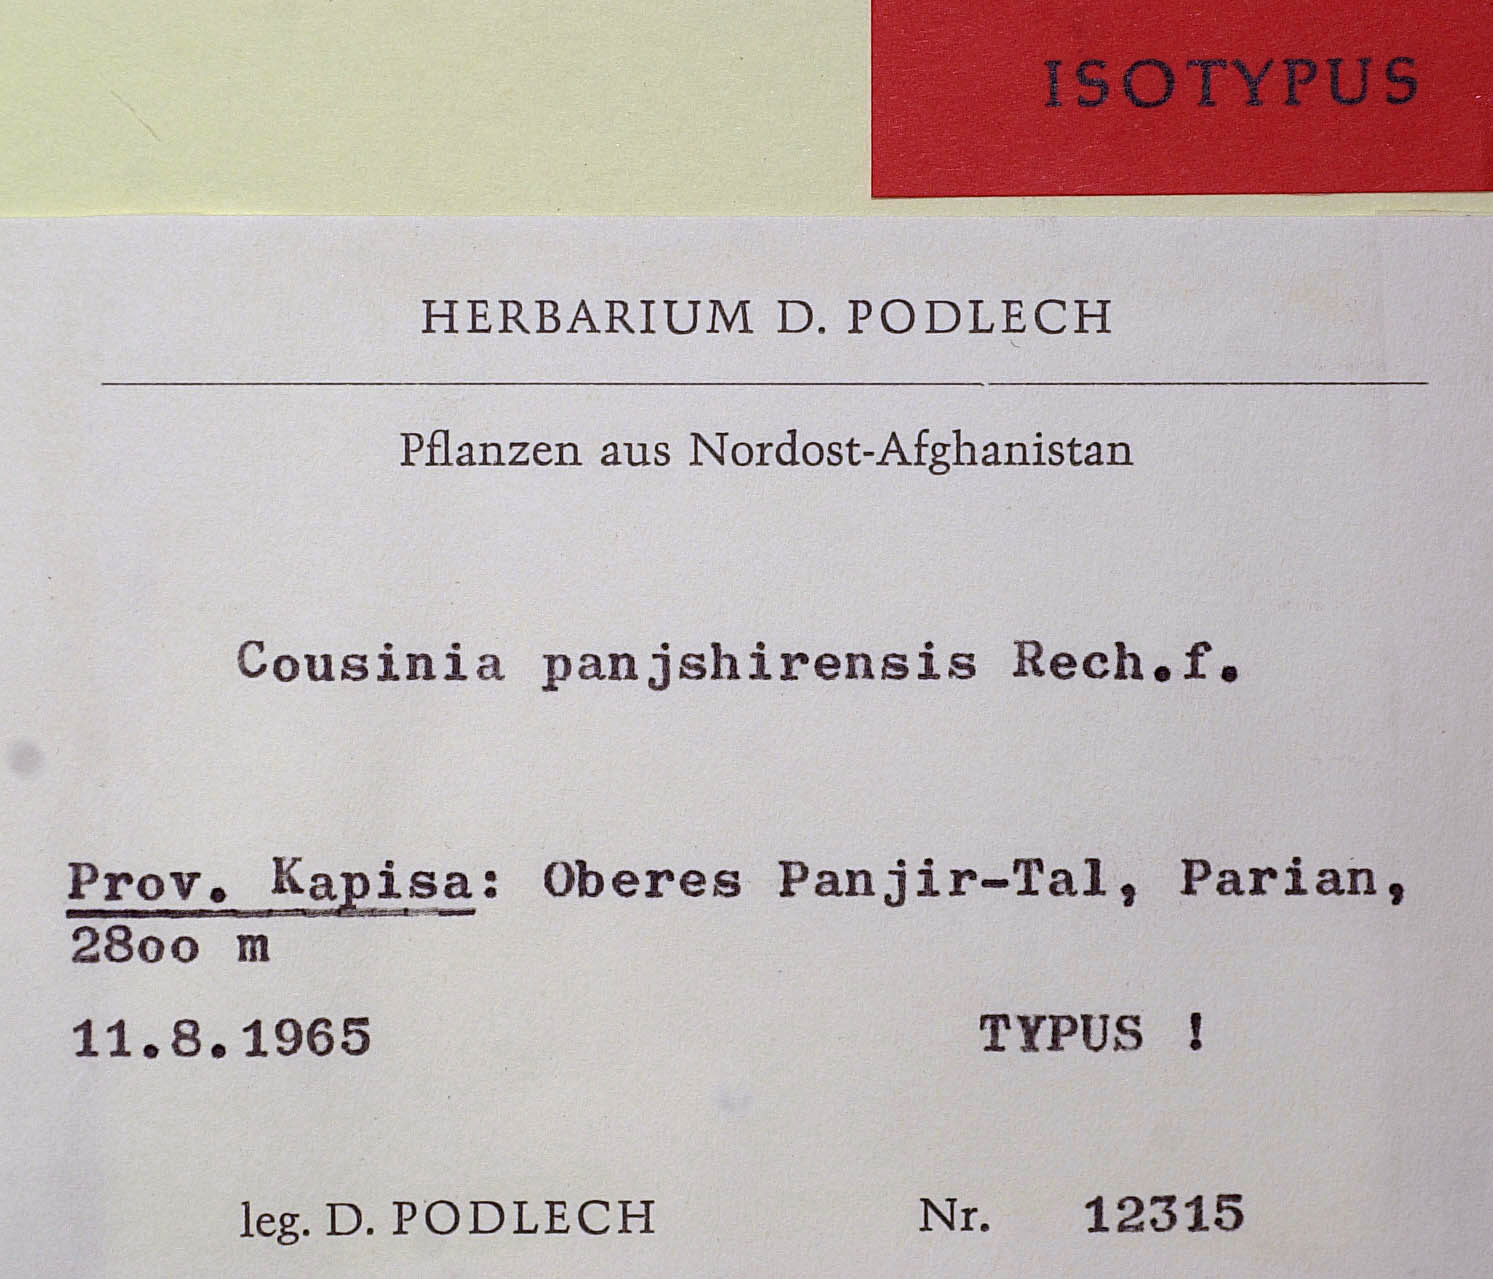 ISOTYPUS
HERBARIUM D. PODLECH
Pflanzen aus Nordost-Afghanistan
Cousinia panjshirensis Rech.f.
Prov. Kapisa: Oberes Panjir-Tal, Parian,
2800 m
11.8.1965 TYPUS !
leg. D. PODLECH Nr. 12315